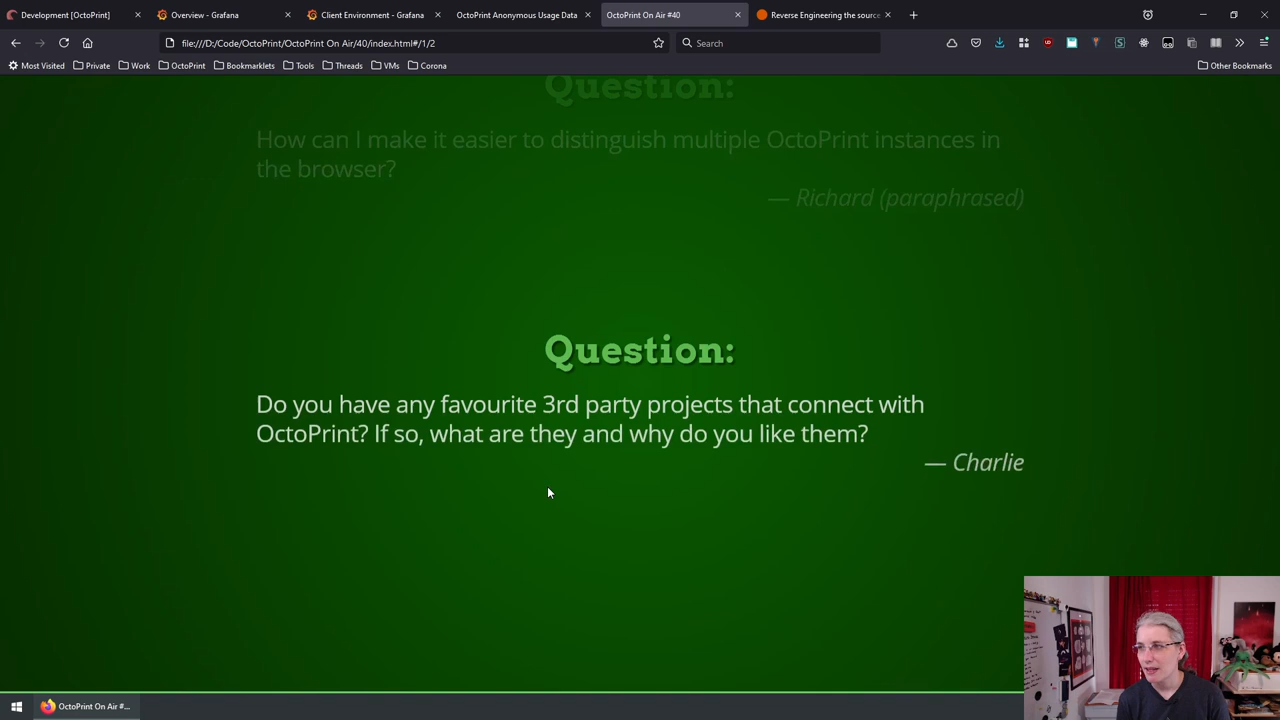 Development [OctoPrint]
Overview - Grafana
Client Environment - Grafana
OctoPrint Anonymous Usage Data
OctoPrint On Air #40
Reverse Engineering the source
file:///D:/Code/OctoPrint/OctoPrint On Air/40/index.html#/1/2
Search
Most Visited
Private
Work
OctoPrint
Bookmarklets
Tools
Threads
VMs
Corona
Other Bookmarks
Question:
How can I make it easier to distinguish multiple OctoPrint instances in
the browser?
— Richard (paraphrased)
Question:
Do you have any favourite 3rd party projects that connect with
OctoPrint? If so, what are they and why do you like them?
— Charlie
OctoPrint On Air #...